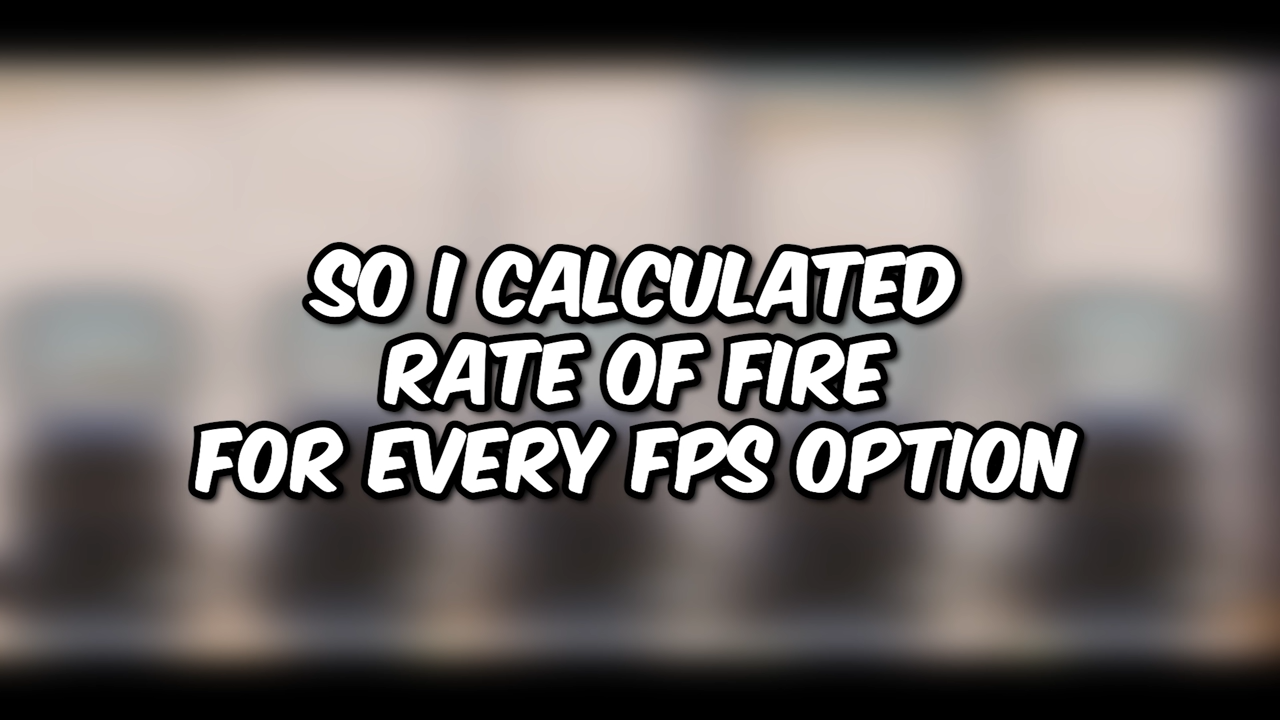 SO I CALCULATED
RATE OF FIRE
FOR EVERY FPS OPTION